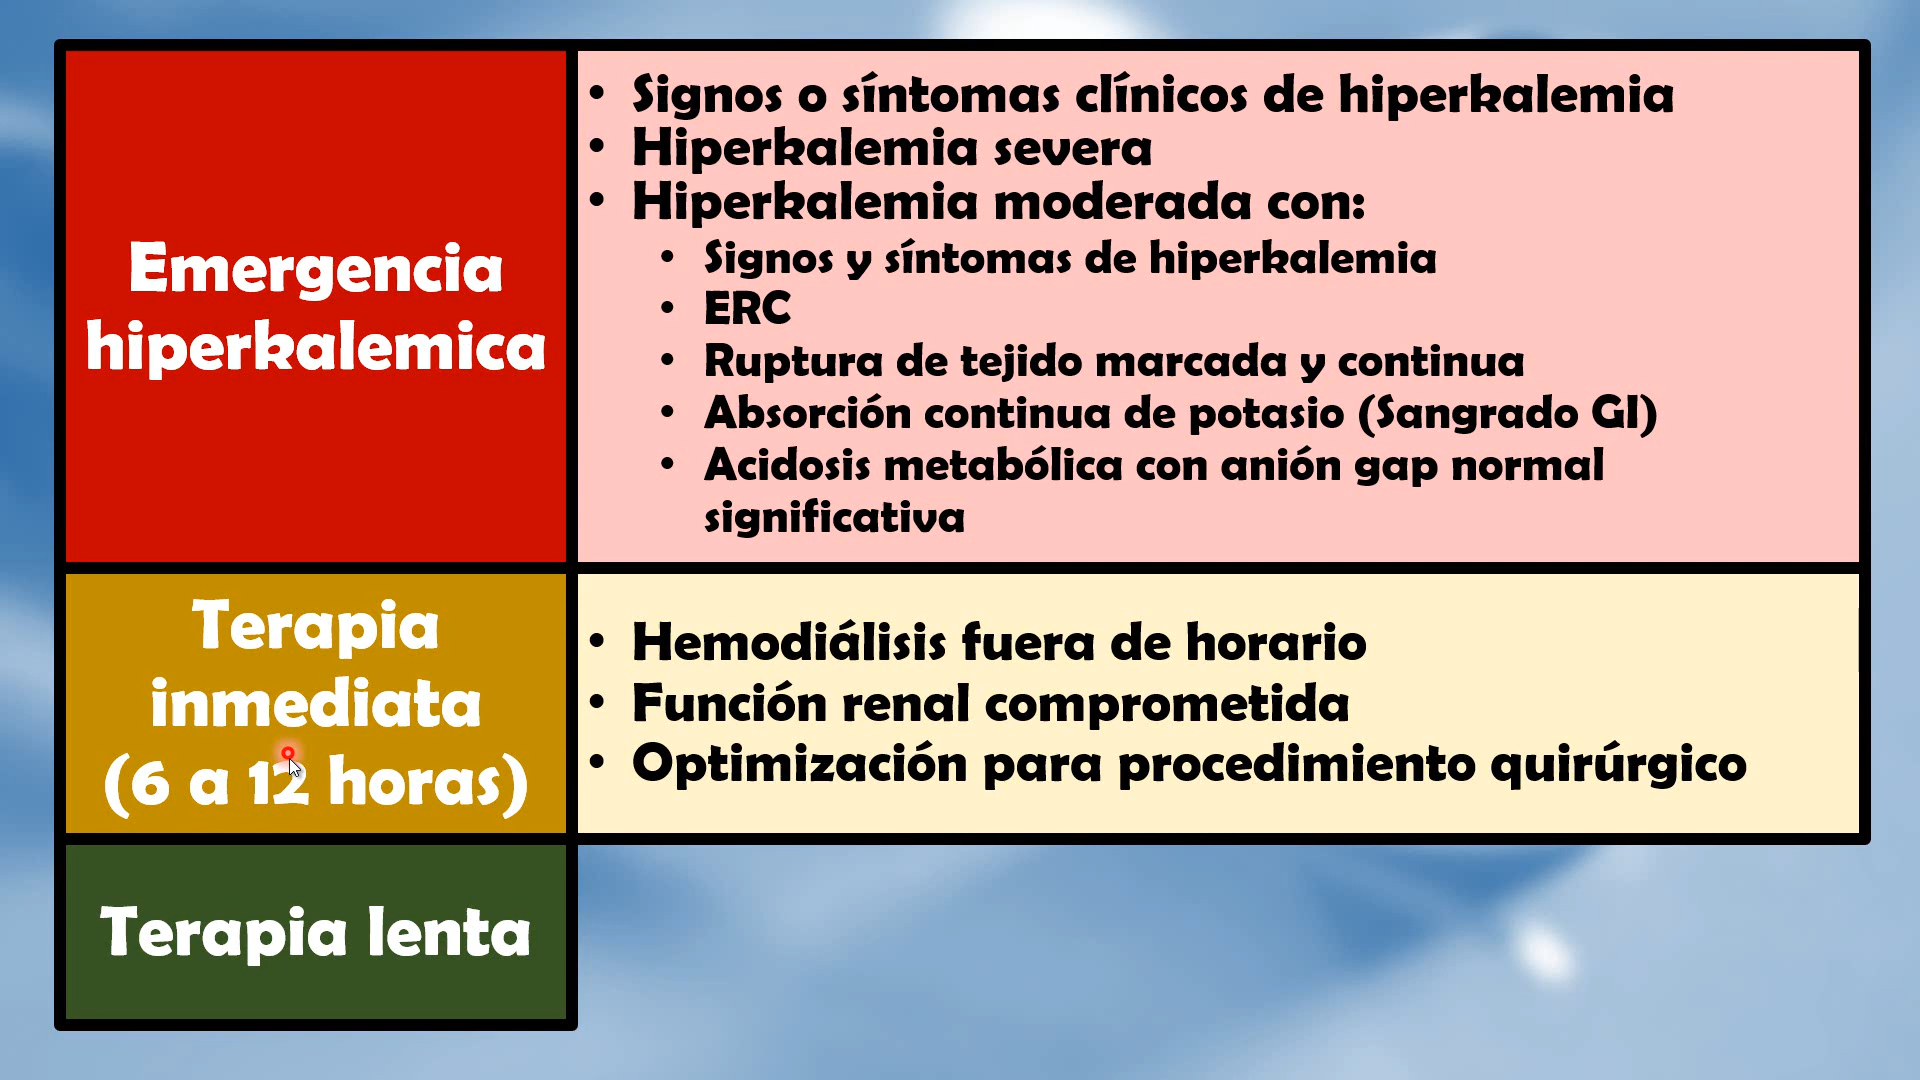 Emergencia
hiperkalemica
• Signos o síntomas clínicos de hiperkalemia
• Hiperkalemia severa
• Hiperkalemia moderada con:
• Signos y síntomas de hiperkalemia
• ERC
• Ruptura de tejido marcada y continua
• Absorción continua de potasio (Sangrado GI)
• Acidosis metabólica con anión gap normal
significativa
Terapia
inmediata
(6 a 12 horas)
• Hemodiálisis fuera de horario
• Función renal comprometida
• Optimización para procedimiento quirúrgico
Terapia lenta